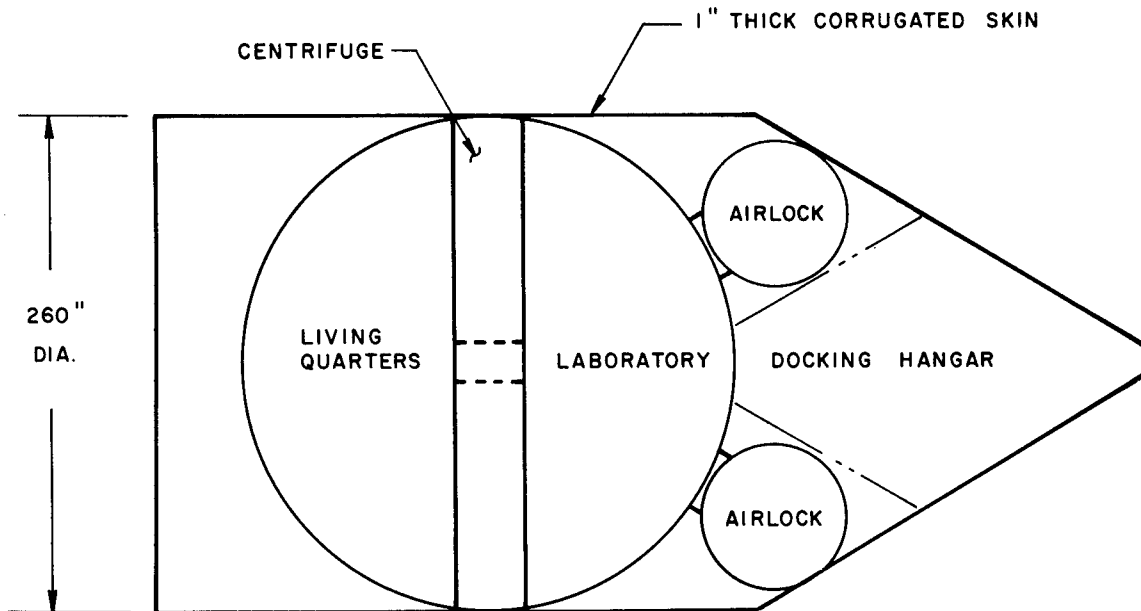 1" THICK CORRUGATED SKIN
CENTRIFUGE
AIRLOCK
260"
DIA.
LIVING
QUARTERS
LABORATORY
DOCKING HANGAR
AIRLOCK